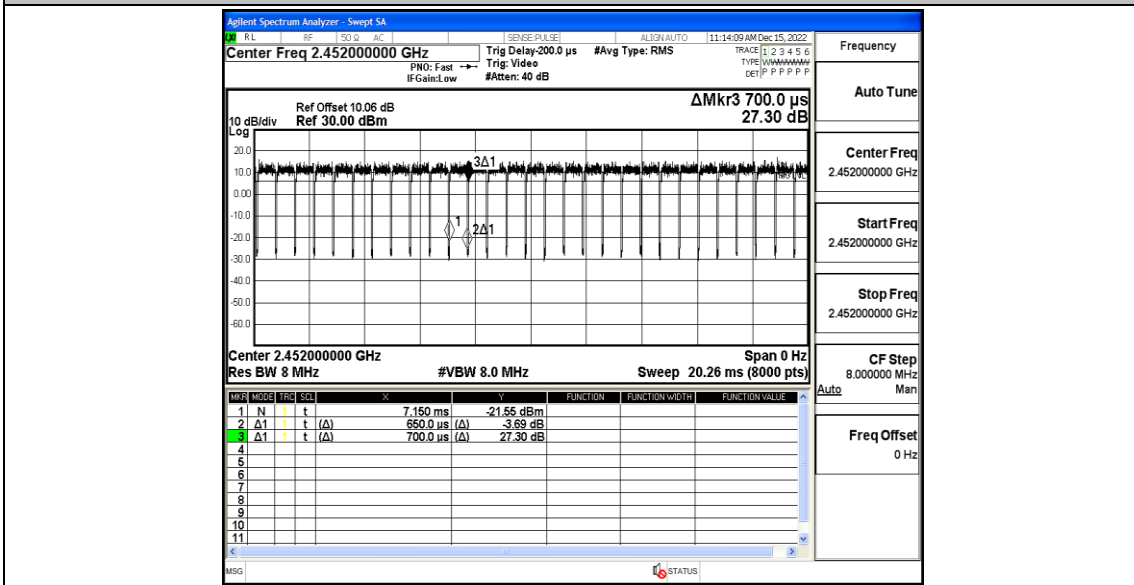 Agilent Spectrum Analyzer - Swept SA
LXI RL RF 50 Ω AC SENSE:PULSE ALIGN AUTO 11:14:09 AM Dec 15, 2022
Center Freq 2.452000000 GHz
PNO: Fast
IFGain:Low
Trig Delay-200.0 µs
Trig: Video
#Atten: 40 dB
#Avg Type: RMS
TRACE 1 2 3 4 5 6
TYPE WWWWWW
DET P P P P P P
Ref Offset 10.06 dB
Ref 30.00 dBm
10 dB/div
Log
ΔMkr3 700.0 µs
27.30 dB
20.0
10.0
0.00
-10.0
-20.0
-30.0
-40.0
-50.0
-60.0
3Δ1
1
2Δ1
Center 2.452000000 GHz
Span 0 Hz
Res BW 8 MHz
#VBW 8.0 MHz
Sweep 20.26 ms (8000 pts)
MKR MODE TRC SCL X Y FUNCTION FUNCTION WIDTH FUNCTION VALUE
1 N 1 t 7.150 ms -21.55 dBm
2 Δ1 1 t (Δ) 650.0 µs (Δ) -3.69 dB
3 Δ1 1 t (Δ) 700.0 µs (Δ) 27.30 dB
4
5
6
7
8
9
10
11
MSG
STATUS
Frequency
Auto Tune
Center Freq
2.452000000 GHz
Start Freq
2.452000000 GHz
Stop Freq
2.452000000 GHz
CF Step
8.000000 MHz
Auto Man
Freq Offset
0 Hz